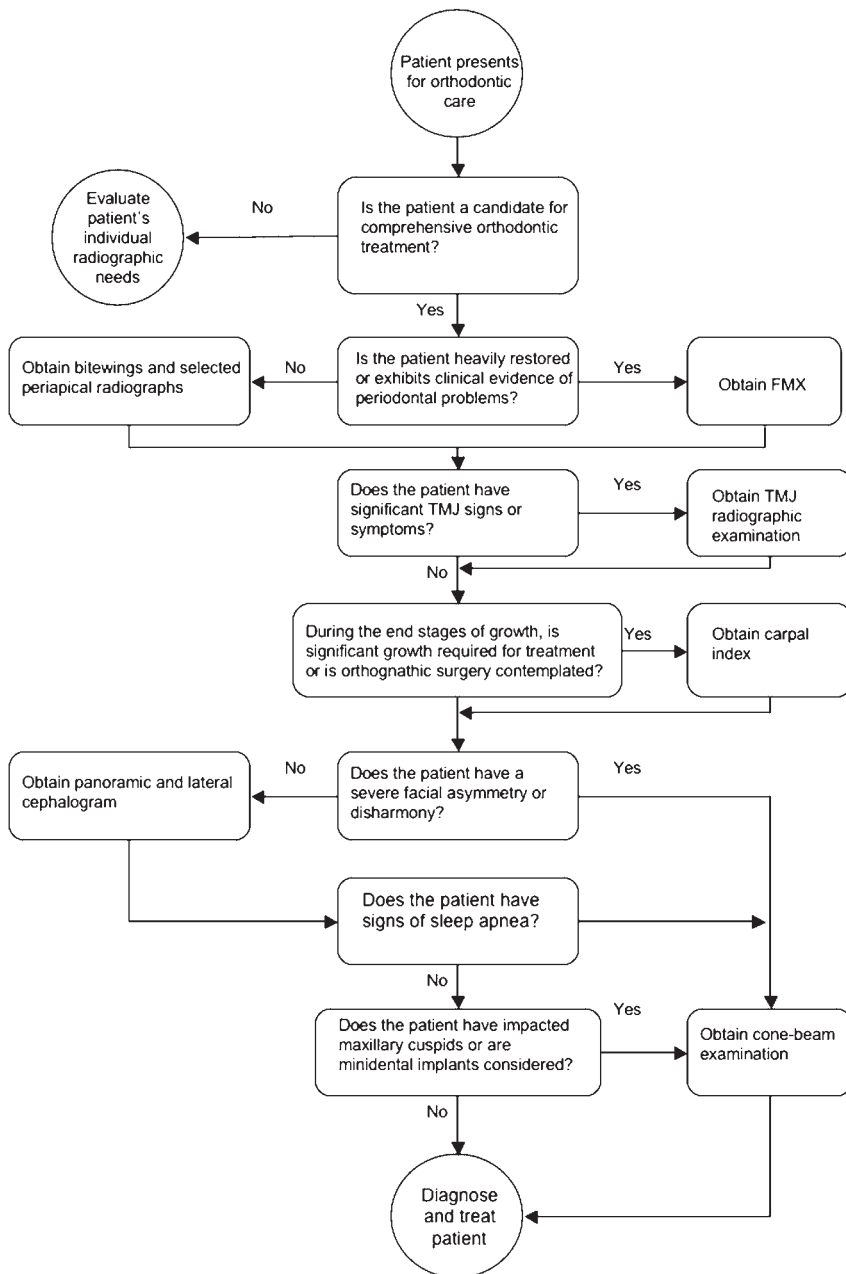 Patient presents
for orthodontic
care
Is the patient a candidate for
comprehensive orthodontic
treatment?
No
Evaluate
patient's
individual
radiographic
needs
Yes
Is the patient heavily restored
or exhibits clinical evidence of
periodontal problems?
No
Obtain bitewings and selected
periapical radiographs
Yes
Obtain FMX
Does the patient have
significant TMJ signs or
symptoms?
Yes
Obtain TMJ
radiographic
examination
No
During the end stages of growth, is
significant growth required for treatment
or is orthognathic surgery contemplated?
Yes
Obtain carpal
index
Does the patient have a
severe facial asymmetry or
disharmony?
No
Obtain panoramic and lateral
cephalogram
Yes
Does the patient have
signs of sleep apnea?
No
Does the patient have impacted
maxillary cuspids or are
minidental implants considered?
Yes
Obtain cone-beam
examination
No
Diagnose
and treat
patient